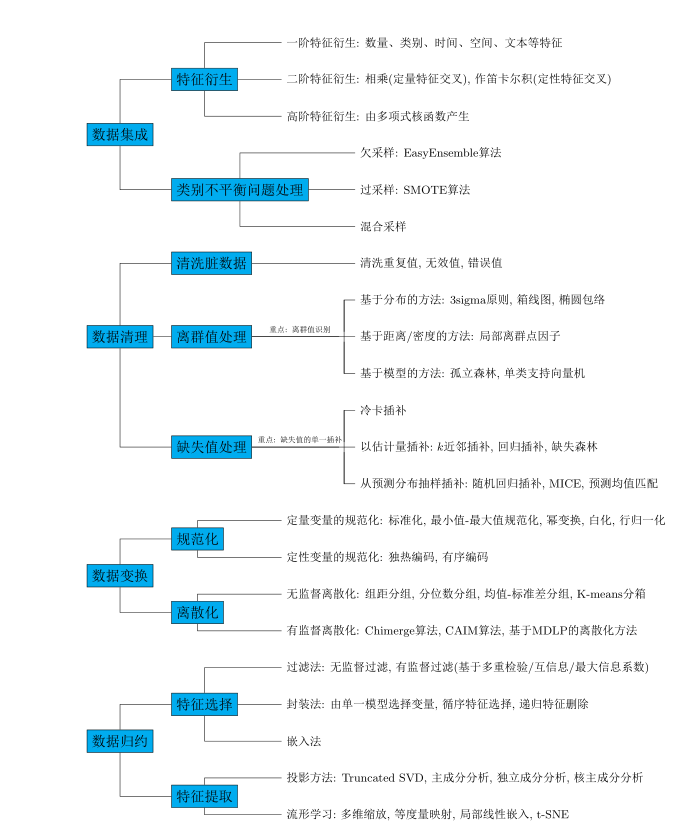 一阶特征衍生: 数量、类别、时间、空间、文本等特征
特征衍生
二阶特征衍生: 相乘(定量特征交叉), 作笛卡尔积(定性特征交叉)
高阶特征衍生: 由多项式核函数产生
数据集成
欠采样: EasyEnsemble算法
类别不平衡问题处理
过采样: SMOTE算法
混合采样
清洗脏数据
清洗重复值, 无效值, 错误值
基于分布的方法: 3sigma原则, 箱线图, 椭圆包络
数据清理
离群值处理
重点: 离群值识别
基于距离/密度的方法: 局部离群点因子
基于模型的方法: 孤立森林, 单类支持向量机
冷卡插补
缺失值处理
重点: 缺失值的单一插补
以估计量插补: k近邻插补, 回归插补, 缺失森林
从预测分布抽样插补: 随机回归插补, MICE, 预测均值匹配
定量变量的规范化: 标准化, 最小值-最大值规范化, 幂变换, 白化, 行归一化
规范化
定性变量的规范化: 独热编码, 有序编码
数据变换
无监督离散化: 组距分组, 分位数分组, 均值-标准差分组, K-means分箱
离散化
有监督离散化: Chimerge算法, CAIM算法, 基于MDLP的离散化方法
过滤法: 无监督过滤, 有监督过滤(基于多重检验/互信息/最大信息系数)
特征选择
封装法: 由单一模型选择变量, 循序特征选择, 递归特征删除
嵌入法
数据归约
投影方法: Truncated SVD, 主成分分析, 独立成分分析, 核主成分分析
特征提取
流形学习: 多维缩放, 等度量映射, 局部线性嵌入, t-SNE